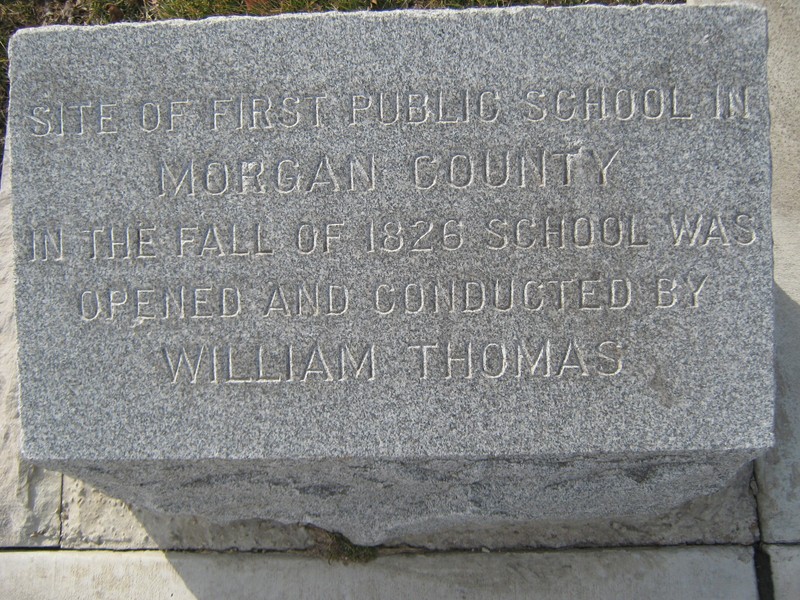 SITE OF FIRST PUBLIC SCHOOL IN
MORGAN COUNTY
IN THE FALL OF 1826 SCHOOL WAS
OPENED AND CONDUCTED BY
WILLIAM THOMAS